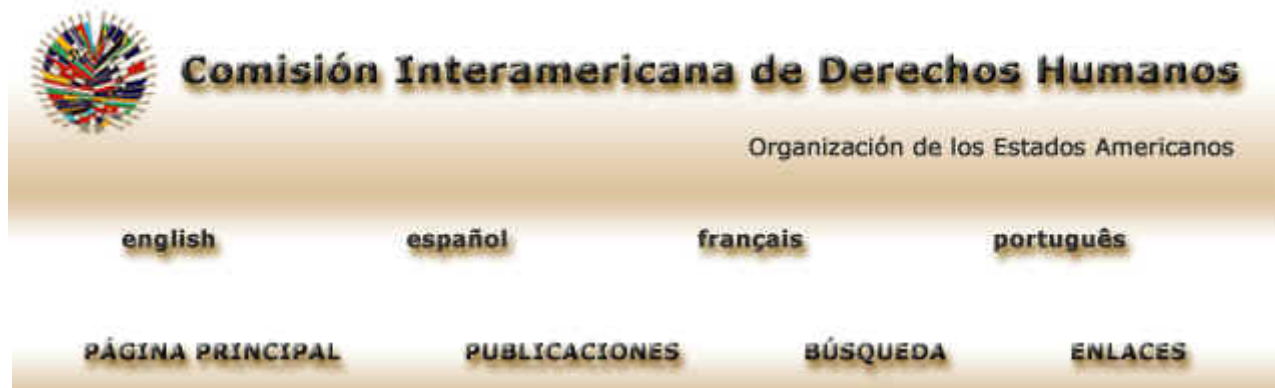 Comisión Interamericana de Derechos Humanos
Organización de los Estados Americanos
english español français português
PÁGINA PRINCIPAL PUBLICACIONES BÚSQUEDA ENLACES